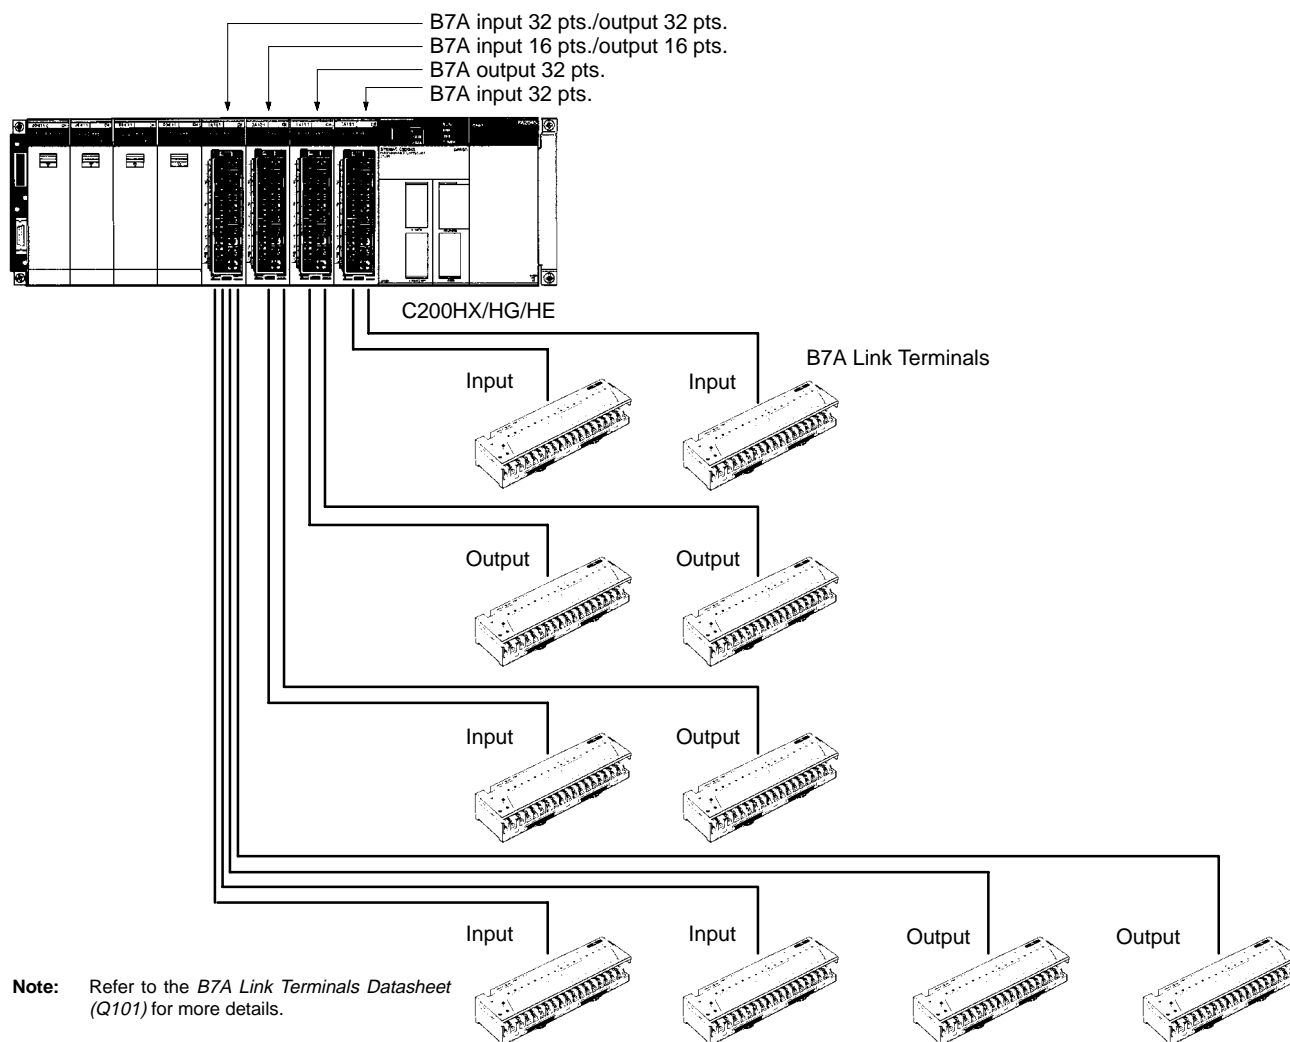 B7A input 32 pts./output 32 pts.
B7A input 16 pts./output 16 pts.
B7A output 32 pts.
B7A input 32 pts.
C200HX/HG/HE
B7A Link Terminals
Input
Input
Output
Output
Input
Output
Input
Input
Output
Output
Note: Refer to the B7A Link Terminals Datasheet
(Q101) for more details.